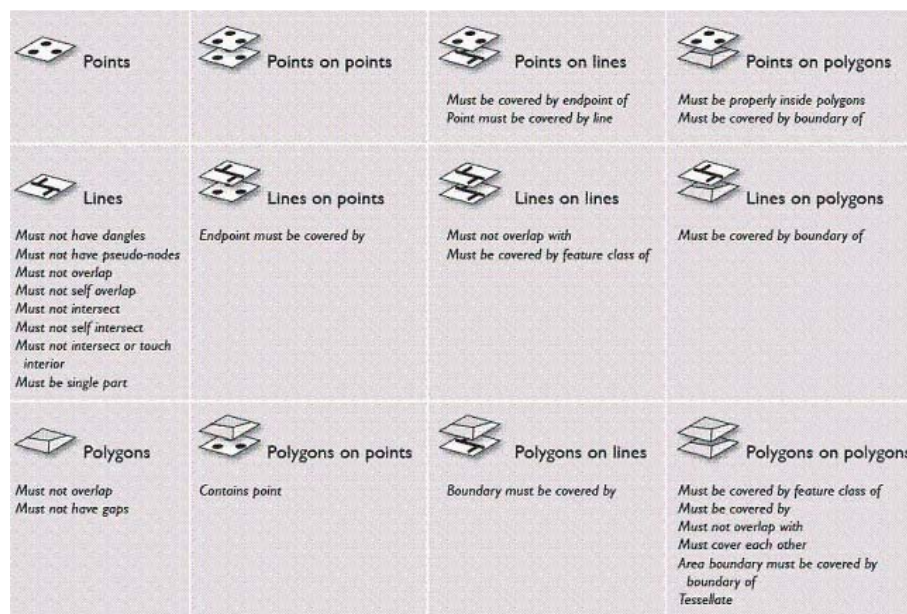 Points
Points on points
Points on lines
Must be covered by endpoint of
Point must be covered by line
Points on polygons
Must be properly inside polygons
Must be covered by boundary of
Lines
Must not have dangles
Must not have pseudo-nodes
Must not overlap
Must not self overlap
Must not intersect
Must not self intersect
Must not intersect or touch
interior
Must be single part
Lines on points
Endpoint must be covered by
Lines on lines
Must not overlap with
Must be covered by feature class of
Lines on polygons
Must be covered by boundary of
Polygons
Must not overlap
Must not have gaps
Polygons on points
Contains point
Polygons on lines
Boundary must be covered by
Polygons on polygons
Must be covered by feature class of
Must be covered by
Must not overlap with
Must cover each other
Area boundary must be covered by
boundary of
Tessellate